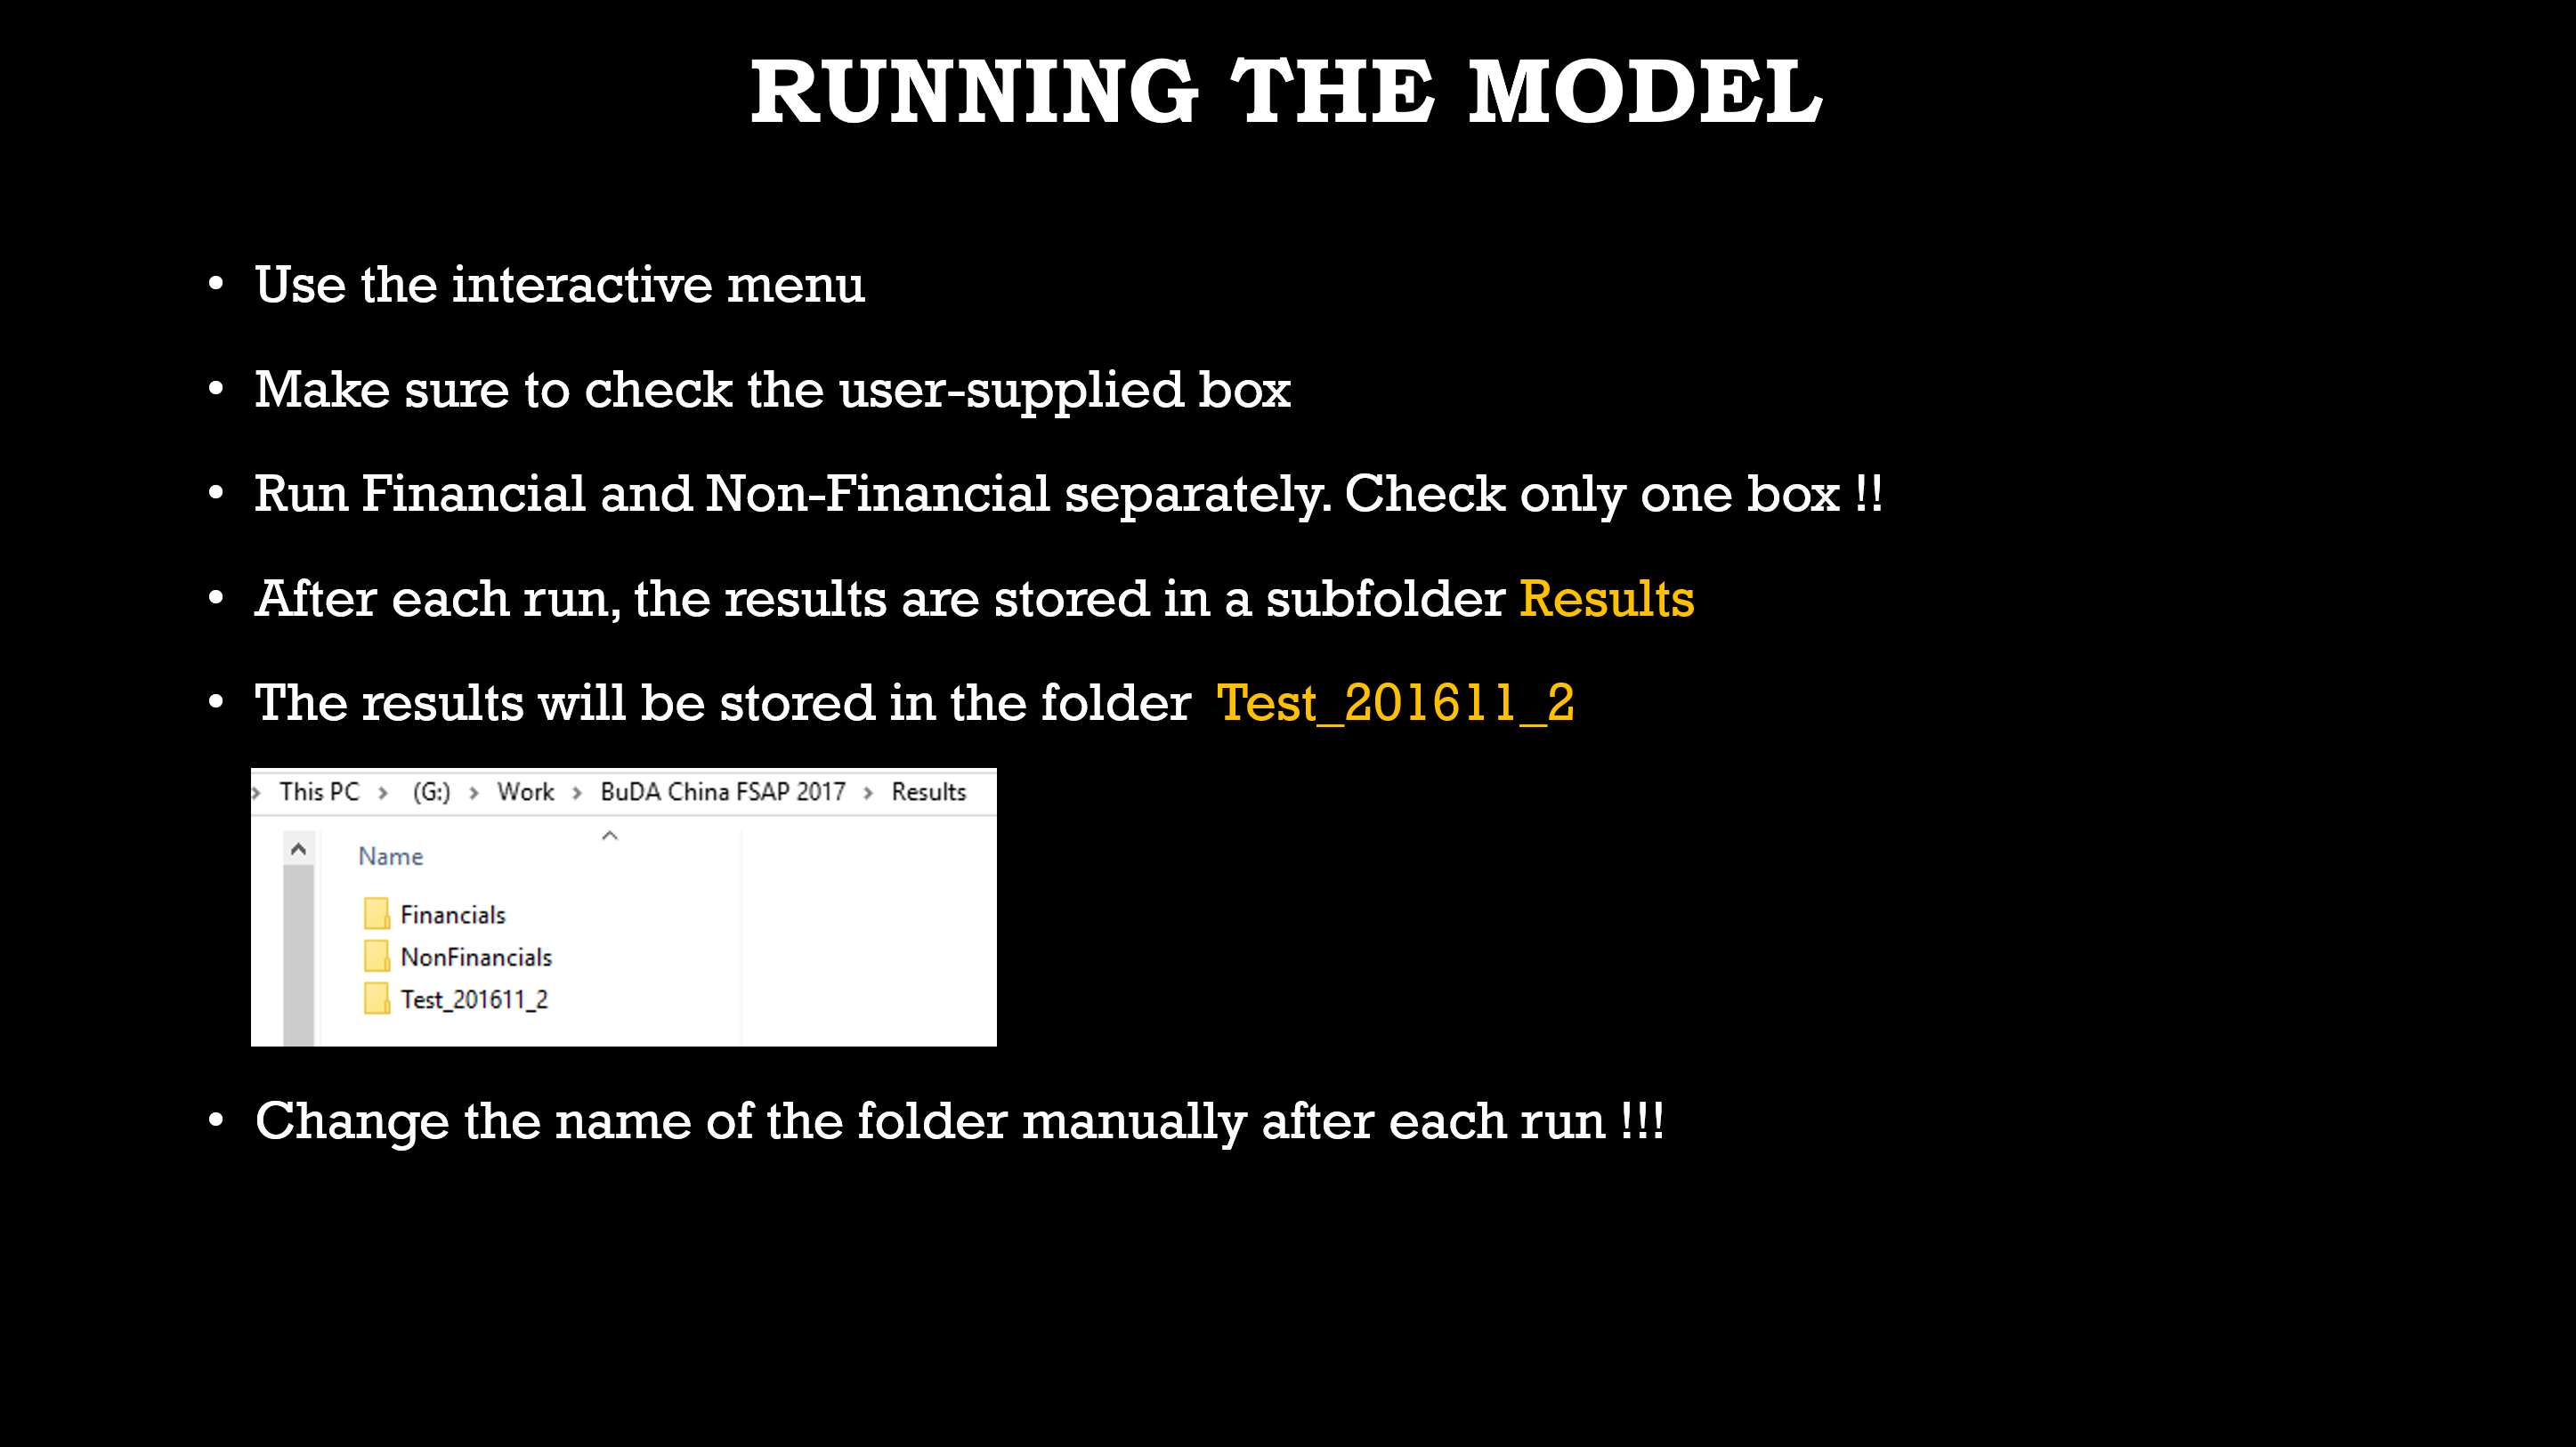 RUNNING THE MODEL
• Use the interactive menu
• Make sure to check the user-supplied box
• Run Financial and Non-Financial separately. Check only one box !!
• After each run, the results are stored in a subfolder Results
• The results will be stored in the folder Test_201611_2
› This PC › (G:) › Work › BuDA China FSAP 2017 › Results
Name
Financials
NonFinancials
Test_201611_2
• Change the name of the folder manually after each run !!!